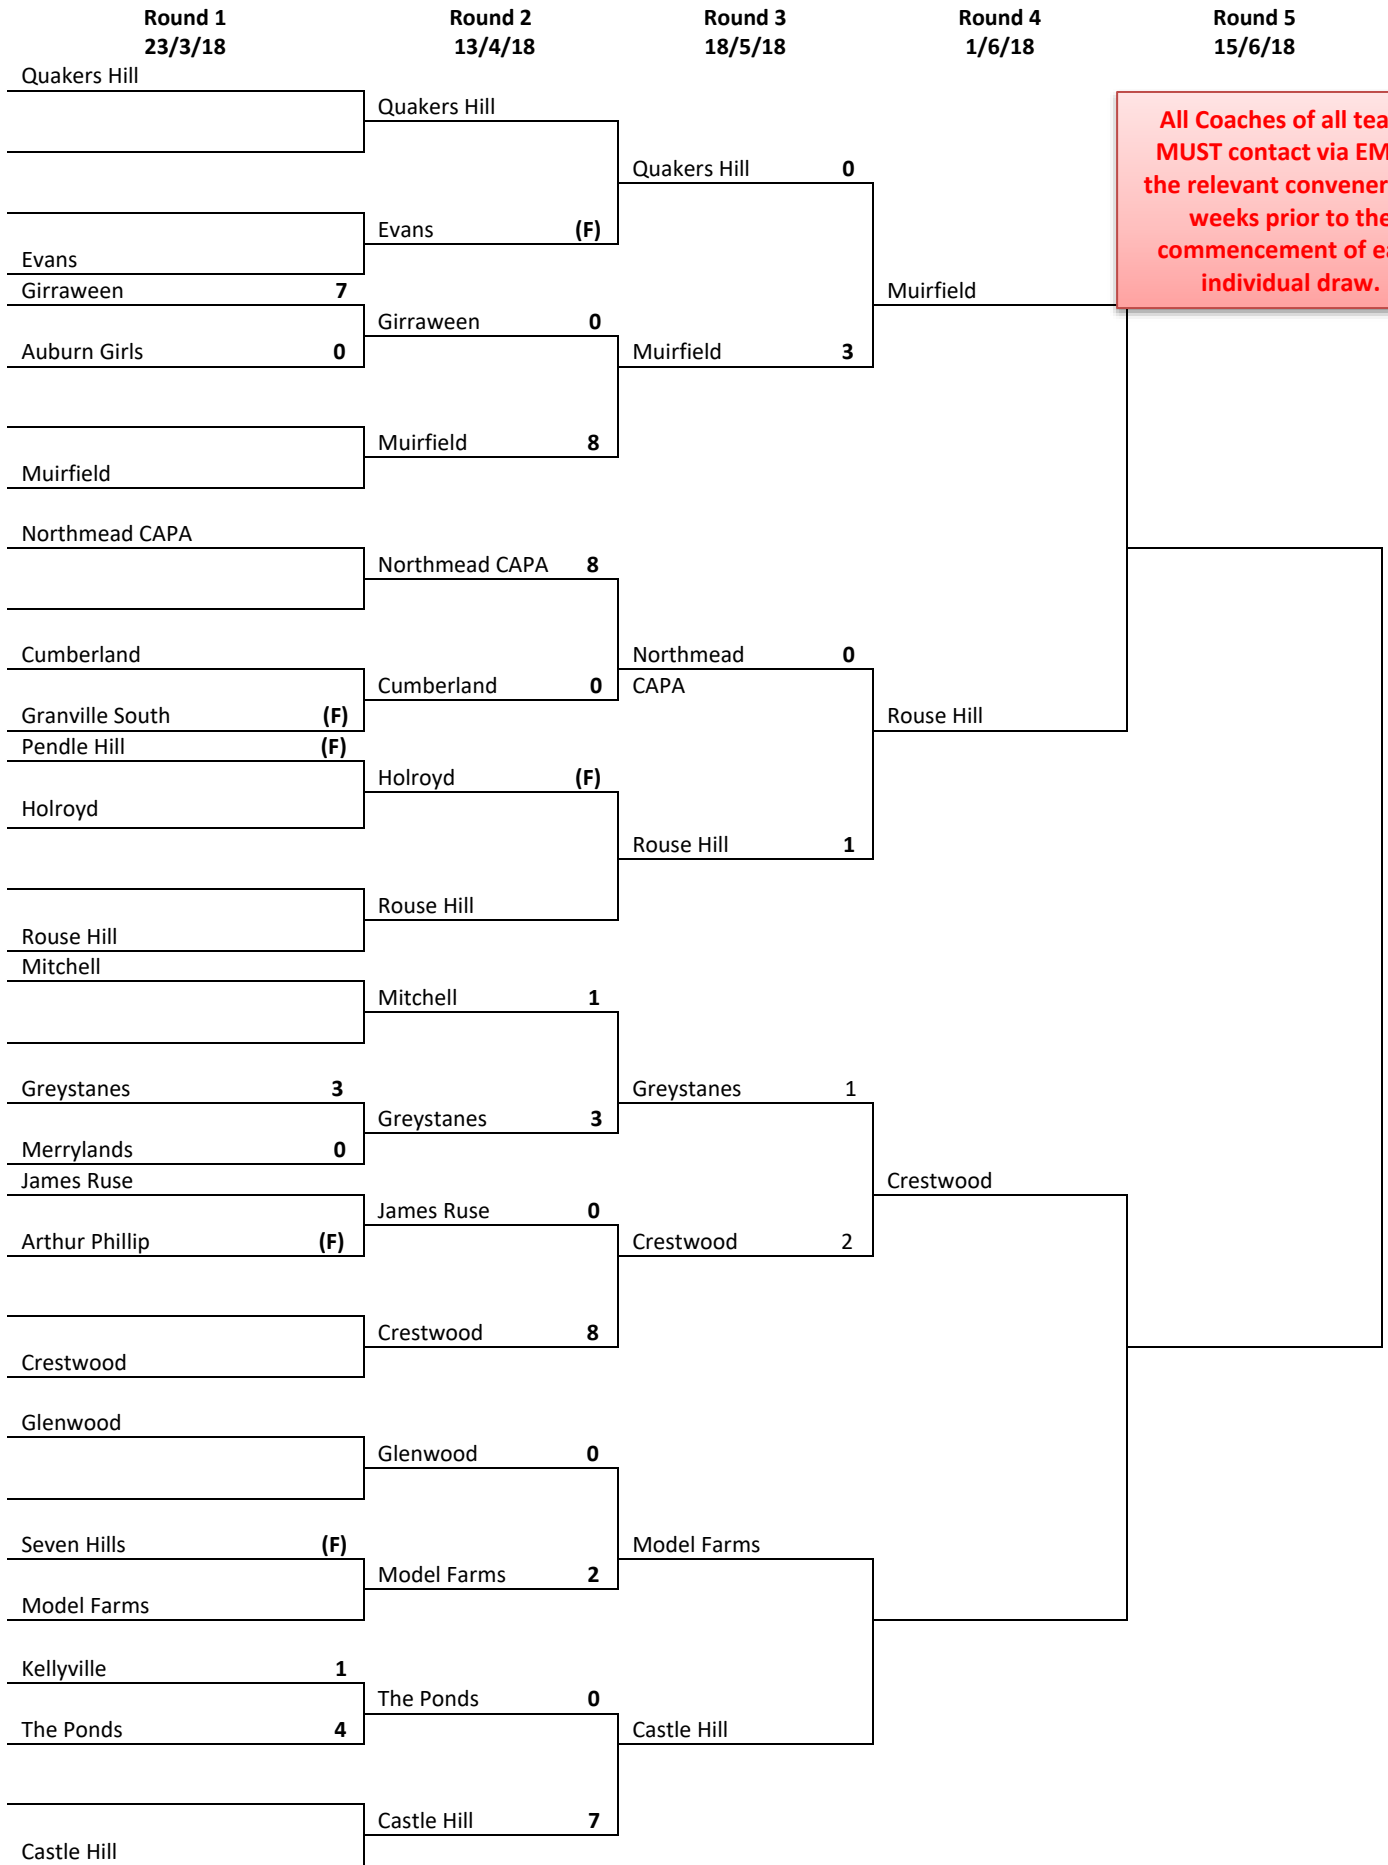 Round 1 Round 2 Round 3 Round 4 Round 5
23/3/18 13/4/18 18/5/18 1/6/18 15/6/18
Quakers Hill
Quakers Hill
All Coaches of all tea
MUST contact via EM
the relevant convener
weeks prior to the
commencement of ea
individual draw.
Quakers Hill 0
Evans (F)
Evans
Girraween 7
Muirfield
Girraween 0
Auburn Girls 0
Muirfield 3
Muirfield 8
Muirfield
Northmead CAPA
Northmead CAPA 8
Cumberland
Northmead 0
CAPA
Cumberland 0
Granville South (F)
Rouse Hill
Pendle Hill (F)
Holroyd (F)
Holroyd
Rouse Hill 1
Rouse Hill
Rouse Hill
Mitchell
Mitchell 1
Greystanes 3
Greystanes 1
Greystanes 3
Merrylands 0
James Ruse
Crestwood
James Ruse 0
Arthur Phillip (F)
Crestwood 2
Crestwood 8
Crestwood
Glenwood
Glenwood 0
Seven Hills (F)
Model Farms
Model Farms 2
Model Farms
Kellyville 1
The Ponds 0
The Ponds 4
Castle Hill
Castle Hill 7
Castle Hill